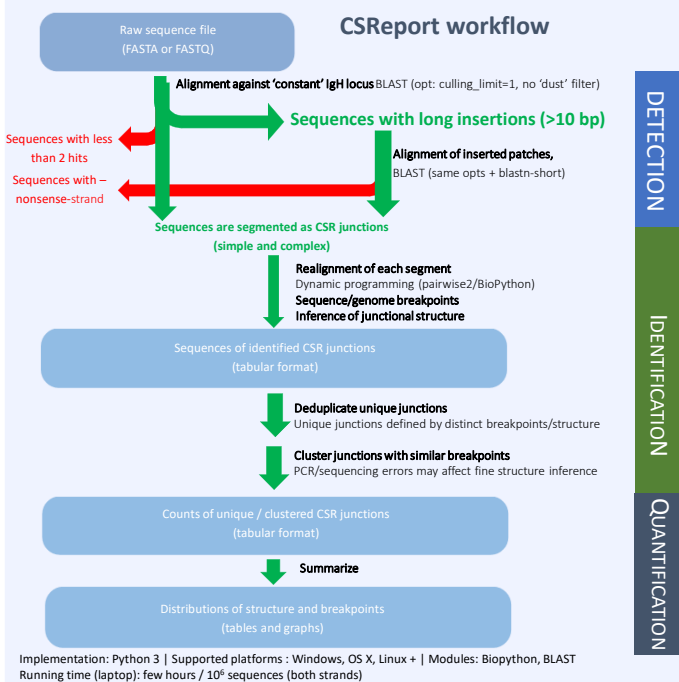 CSReport workflow
Raw sequence file
(FASTA or FASTQ)
Alignment against ‘constant’ IgH locus BLAST (opt: culling_limit=1, no ‘dust’ filter)
Sequences with long insertions (>10 bp)
Sequences with less
than 2 hits
Alignment of inserted patches,
BLAST (same opts + blastn-short)
Sequences with –
nonsense-strand
Sequences are segmented as CSR junctions
(simple and complex)
Realignment of each segment
Dynamic programming (pairwise2/BioPython)
Sequence/genome breakpoints
Inference of junctional structure
Sequences of identified CSR junctions
(tabular format)
Deduplicate unique junctions
Unique junctions defined by distinct breakpoints/structure
Cluster junctions with similar breakpoints
PCR/sequencing errors may affect fine structure inference
Counts of unique / clustered CSR junctions
(tabular format)
Summarize
Distributions of structure and breakpoints
(tables and graphs)
DETECTION
IDENTIFICATION
QUANTIFICATION
Implementation: Python 3 | Supported platforms : Windows, OS X, Linux + | Modules: Biopython, BLAST
Running time (laptop): few hours / 10⁶ sequences (both strands)